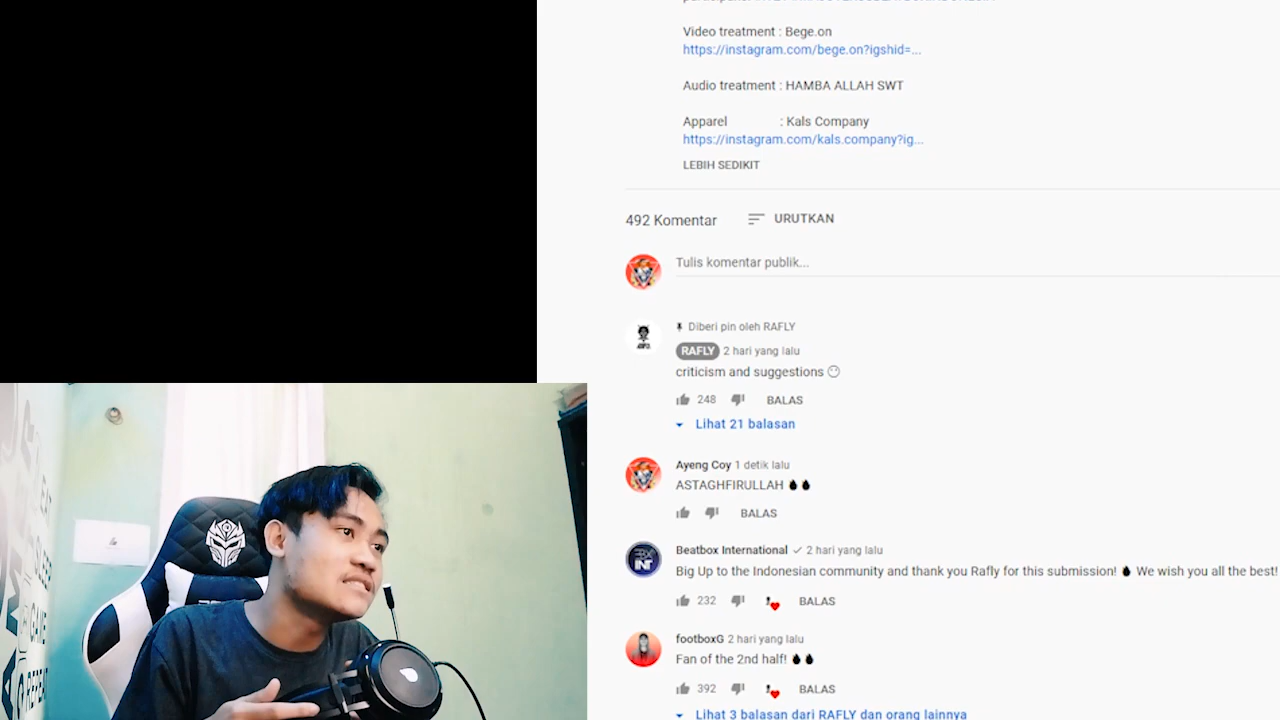 Video treatment : Bege.on
https://instagram.com/bege.on?igshid=...
Audio treatment : HAMBA ALLAH SWT
Apparel : Kals Company
https://instagram.com/kals.company?ig...
LEBIH SEDIKIT
492 Komentar URUTKAN
Tulis komentar publik...
Diberi pin oleh RAFLY
RAFLY 2 hari yang lalu
criticism and suggestions 😶
248 BALAS
Lihat 21 balasan
Ayeng Coy 1 detik lalu
ASTAGHFIRULLAH
BALAS
Beatbox International 2 hari yang lalu
Big Up to the Indonesian community and thank you Rafly for this submission! We wish you all the best!
232 BALAS
footboxG 2 hari yang lalu
Fan of the 2nd half!
392 BALAS
Lihat 3 balasan dari RAFLY dan orang lainnya
EAT
SLEEP
GAME
REPEAT